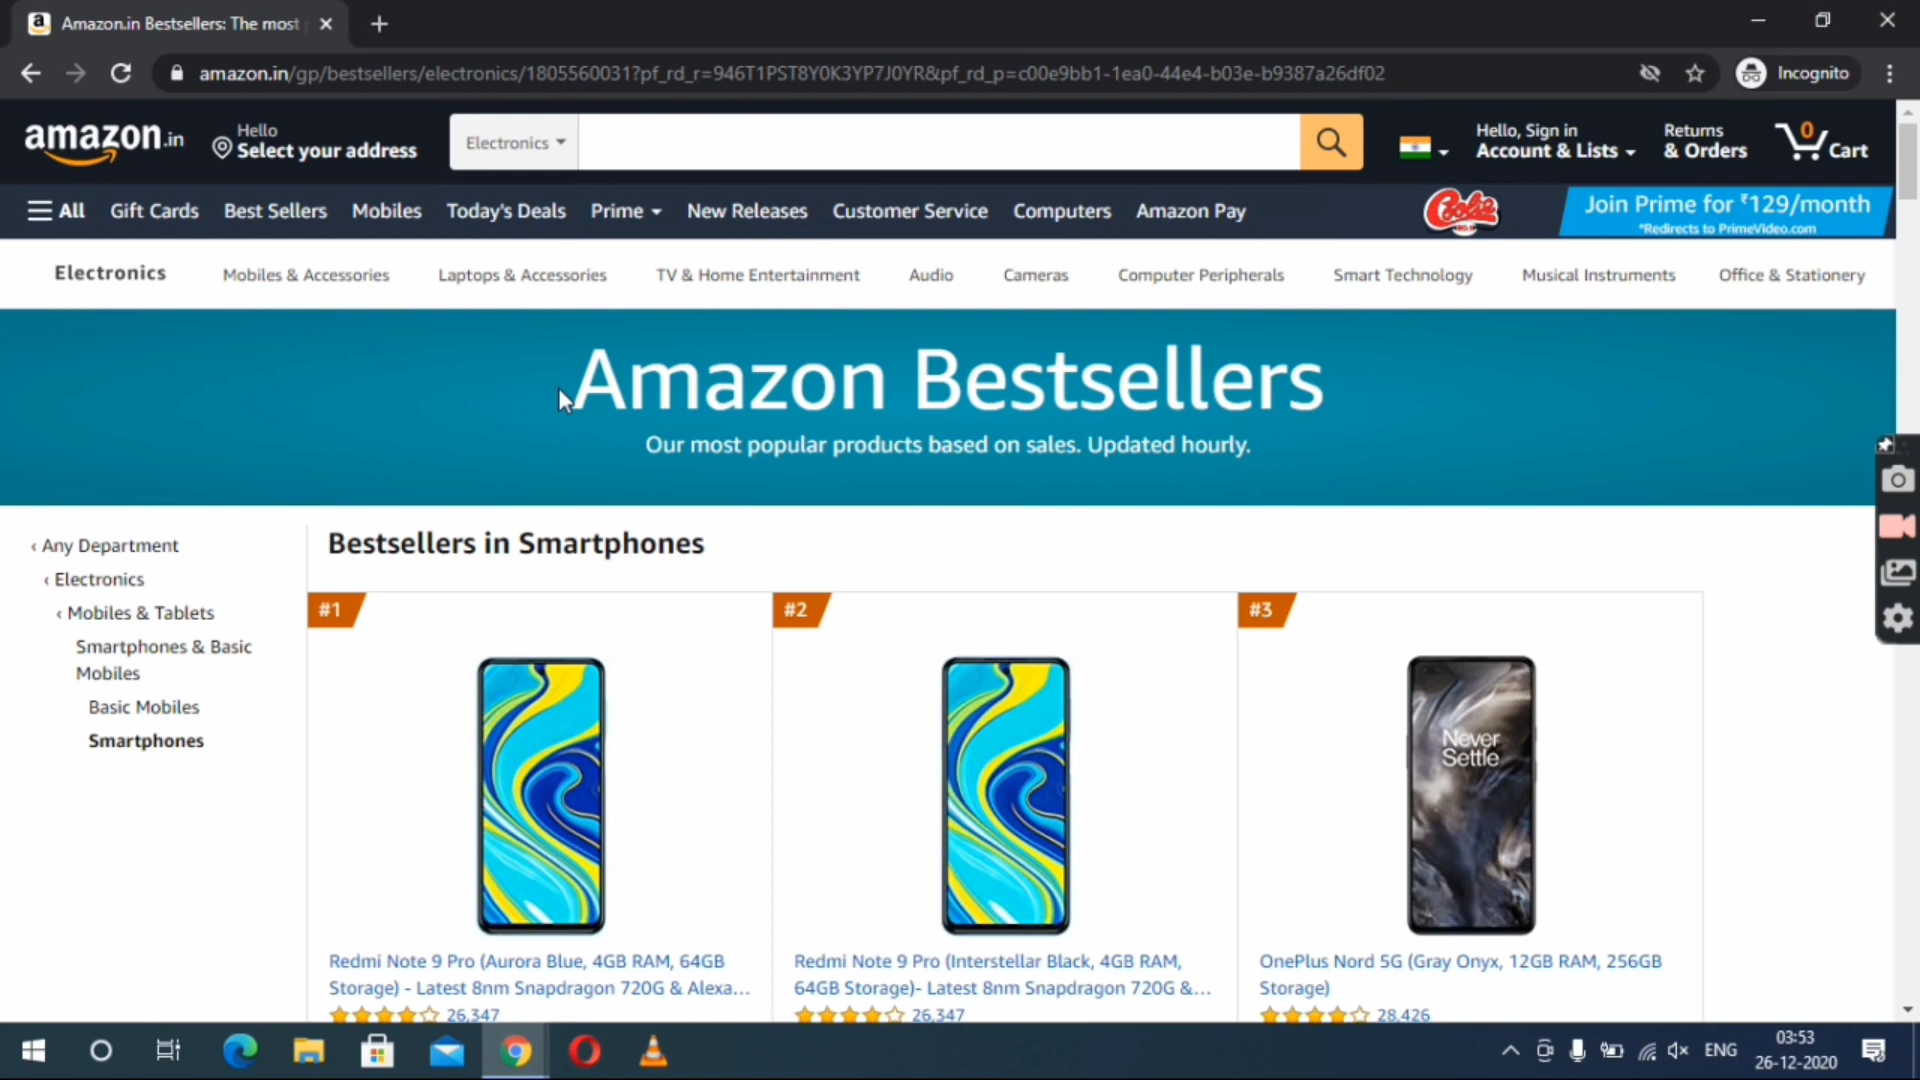 Amazon.in Bestsellers: The most
amazon.in/gp/bestsellers/electronics/1805560031?pf_rd_r=946T1PST8Y0K3YP7J0YR&pf_rd_p=c00e9bb1-1ea0-44e4-b03e-b9387a26df02
Incognito
amazon.in
Hello
Select your address
Electronics
Hello, Sign in
Account & Lists
Returns
& Orders
0
Cart
All
Gift Cards
Best Sellers
Mobiles
Today's Deals
Prime
New Releases
Customer Service
Computers
Amazon Pay
Coolie
No.1
Join Prime for ₹129/month
*Redirects to PrimeVideo.com
Electronics
Mobiles & Accessories
Laptops & Accessories
TV & Home Entertainment
Audio
Cameras
Computer Peripherals
Smart Technology
Musical Instruments
Office & Stationery
Amazon Bestsellers
Our most popular products based on sales. Updated hourly.
‹ Any Department
‹ Electronics
‹ Mobiles & Tablets
Smartphones & Basic
Mobiles
Basic Mobiles
Smartphones
Bestsellers in Smartphones
#1
Redmi Note 9 Pro (Aurora Blue, 4GB RAM, 64GB
Storage) - Latest 8nm Snapdragon 720G & Alexa...
26,347
#2
Redmi Note 9 Pro (Interstellar Black, 4GB RAM,
64GB Storage)- Latest 8nm Snapdragon 720G &...
26,347
#3
Never
Settle
OnePlus Nord 5G (Gray Onyx, 12GB RAM, 256GB
Storage)
28,426
ENG
03:53
26-12-2020